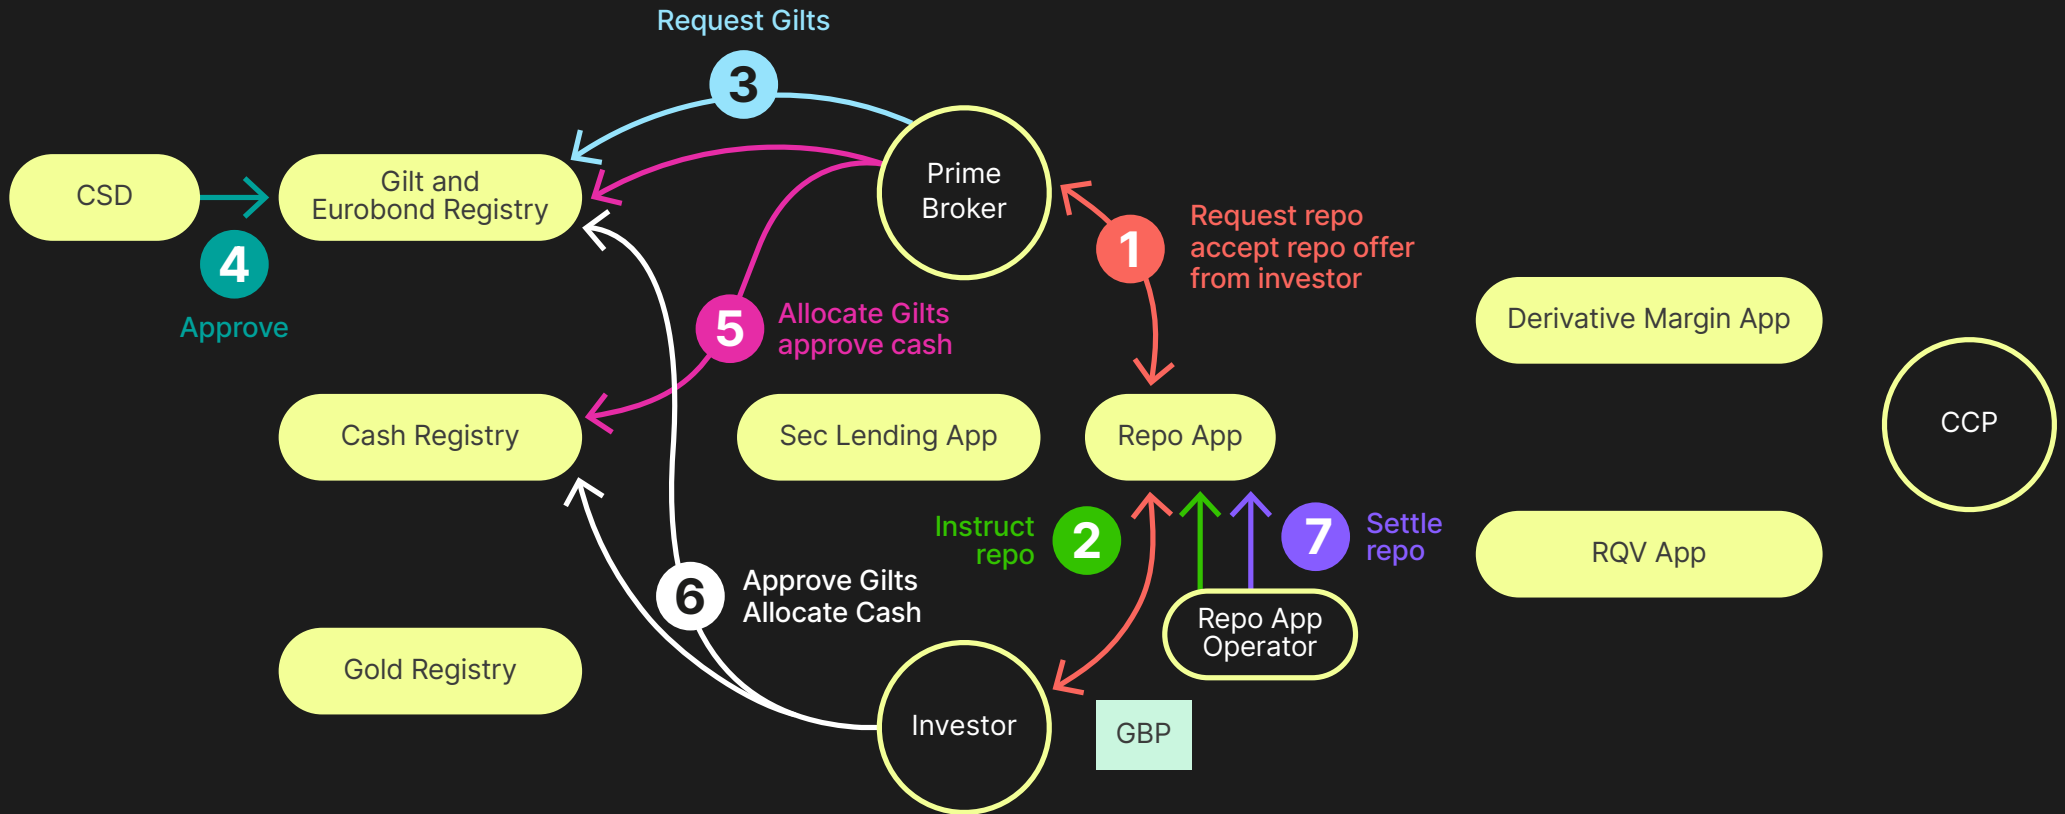 Request Gilts
3
CSD
Gilt and
Eurobond Registry
Prime
Broker
1
Request repo
accept repo offer
from investor
4
Approve
5
Allocate Gilts
approve cash
Derivative Margin App
Cash Registry
Sec Lending App
Repo App
CCP
Instruct
repo
2
7
Settle
repo
RQV App
6
Approve Gilts
Allocate Cash
Repo App
Operator
Gold Registry
Investor
GBP